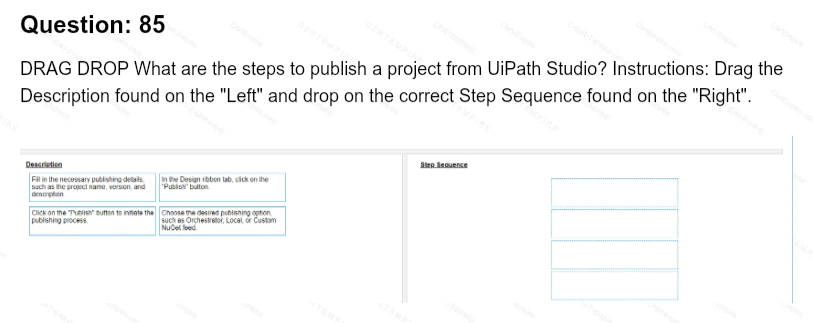 Question: 85
DRAG DROP What are the steps to publish a project from UiPath Studio? Instructions: Drag the
Description found on the "Left" and drop on the correct Step Sequence found on the "Right".
Description
Step Sequence
Fill in the necessary publishing details,
such as the project name, version, and
description
In the Design ribbon tab, click on the
"Publish" button.
Click on the "Publish" button to initiate the
publishing process.
Choose the desired publishing option,
such as Orchestrator, Local, or Custom
NuGet feed.